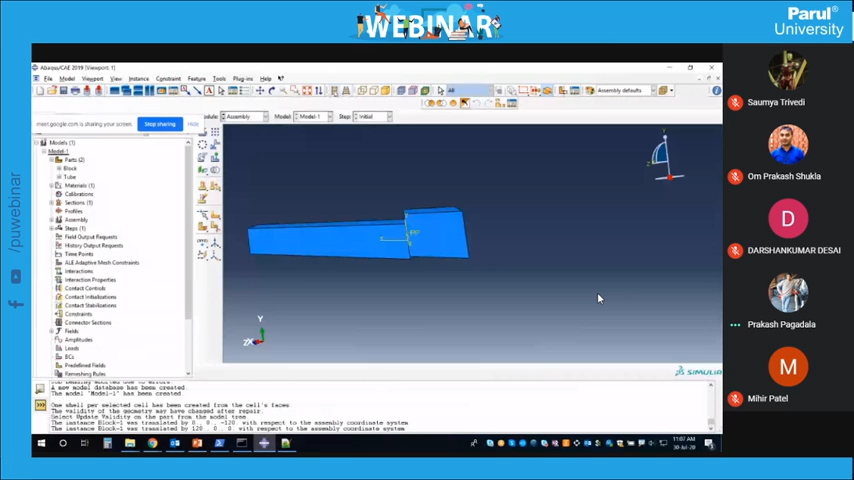 WEBINAR
Parul®
University
/puwebinar
Abaqus/CAE 2019 [Viewport: 1]
File Model Viewport View Instance Constraint Feature Tools Plug-ins Help
All
Assembly defaults
meet.google.com is sharing your screen.
Stop sharing
Hide
Module: Assembly
Model: Model-1
Step: Initial
Models (1)
Model-1
Parts (2)
Block
Tube
Materials (1)
Calibrations
Sections (1)
Profiles
Assembly
Steps (1)
Field Output Requests
History Output Requests
Time Points
ALE Adaptive Mesh Constraints
Interactions
Interaction Properties
Contact Controls
Contact Initializations
Contact Stabilizations
Constraints
Connector Sections
Fields
Amplitudes
Loads
BCs
Predefined Fields
Remeshing Rules
Y
SIMULIA
A new model database has been created.
The model "Model-1" has been created.
One shell per selected cell has been created from the cell's faces.
The validity of the geometry may have changed after repair.
Select Update Validity on the part from the model tree.
The instance Block-1 was translated by 0., 0., -120. with respect to the assembly coordinate system
The instance Block-1 was translated by 120., 0., 0. with respect to the assembly coordinate system
11:07 AM
30-Jul-20
Saumya Trivedi
Om Prakash Shukla
D
DARSHANKUMAR DESAI
Prakash Pagadala
M
Mihir Patel